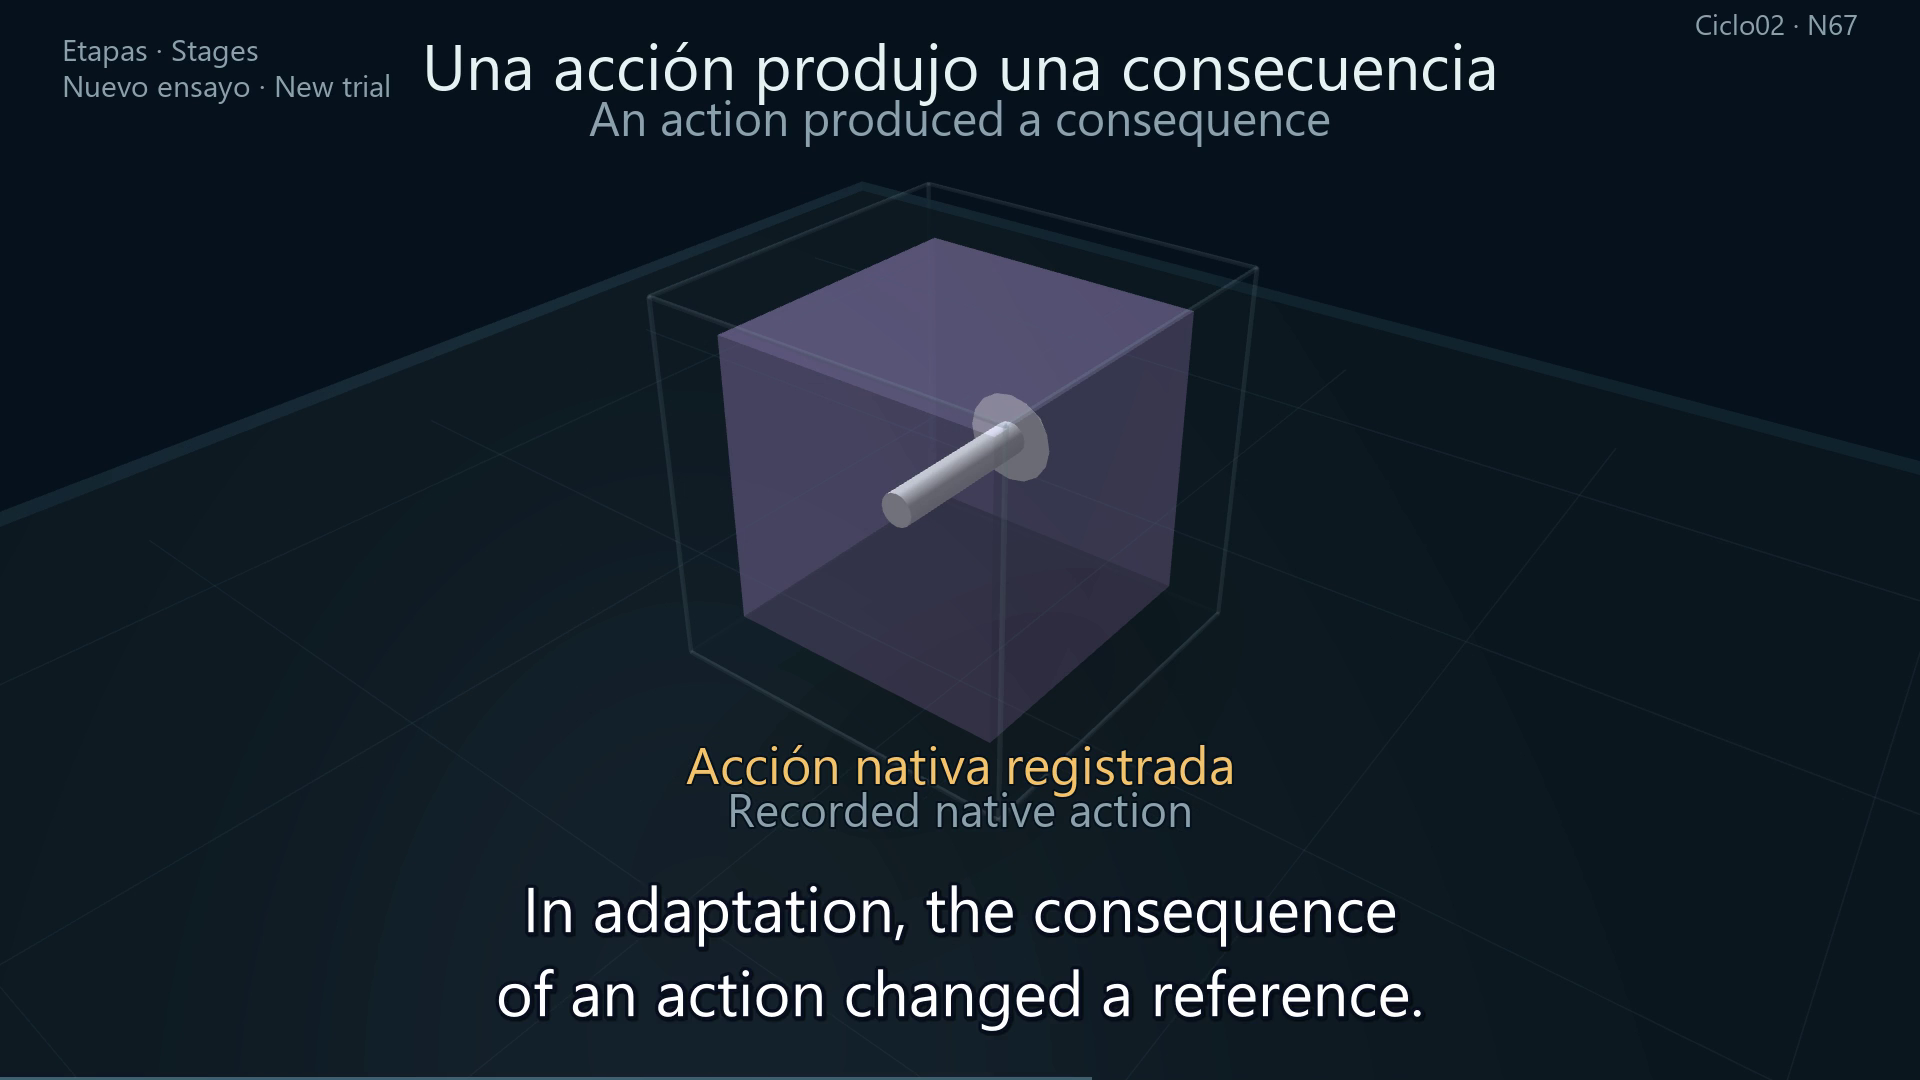 Etapas · Stages
Nuevo ensayo · New trial
Una acción produjo una consecuencia
An action produced a consequence
Ciclo02 · N67
Acción nativa registrada
Recorded native action
In adaptation, the consequence
of an action changed a reference.